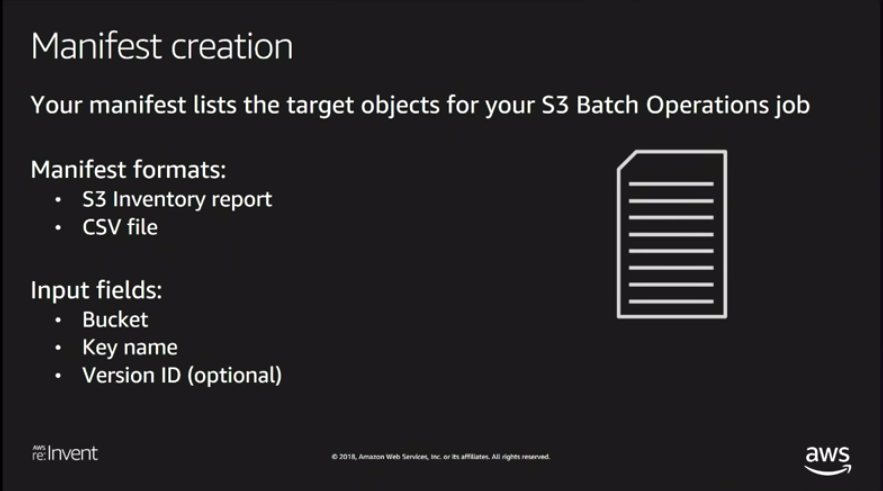 Manifest creation
Your manifest lists the target objects for your S3 Batch Operations job
Manifest formats:
• S3 Inventory report
• CSV file
Input fields:
• Bucket
• Key name
• Version ID (optional)
AWS
re:Invent
© 2018, Amazon Web Services, Inc. or its affiliates. All rights reserved.
aws